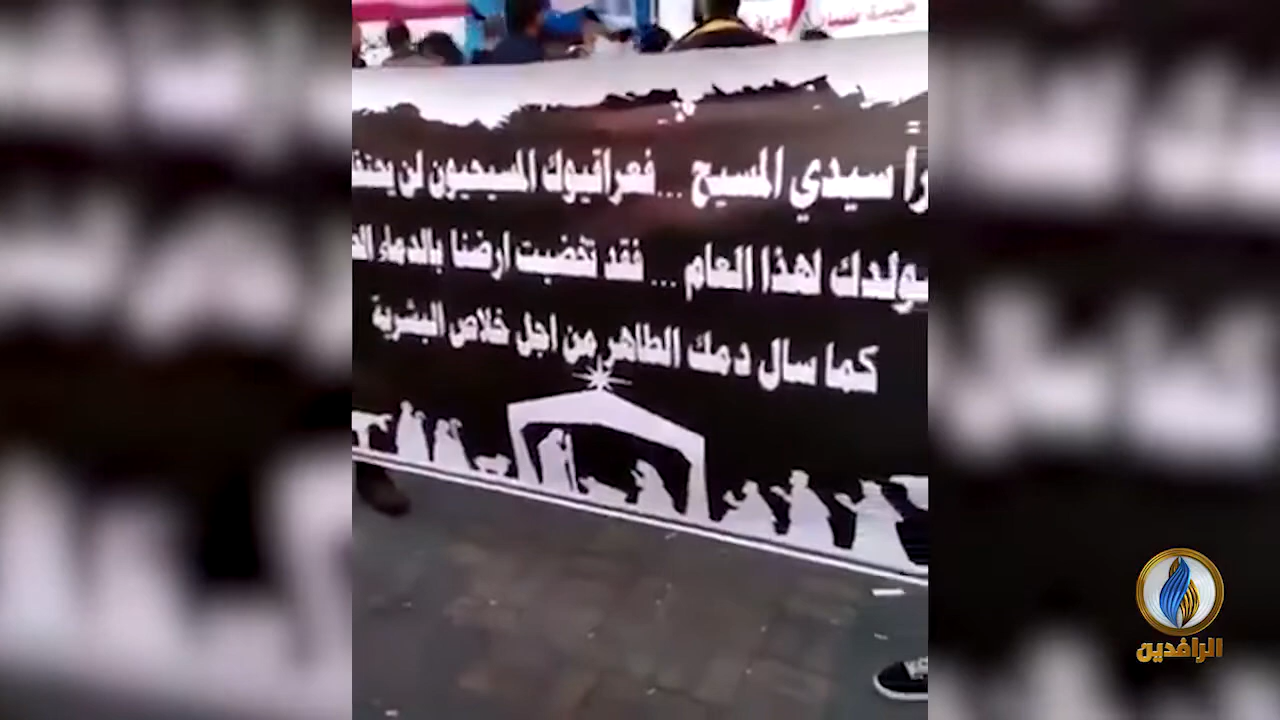 خيمة
سيدي المسيح ... فعراقيوك المسيحيون لن
لهذا العام ... فقد تخضبت ارضنا بالدماء
كما سال دمك الطاهر من اجل خلاص البشرية
الرافدين